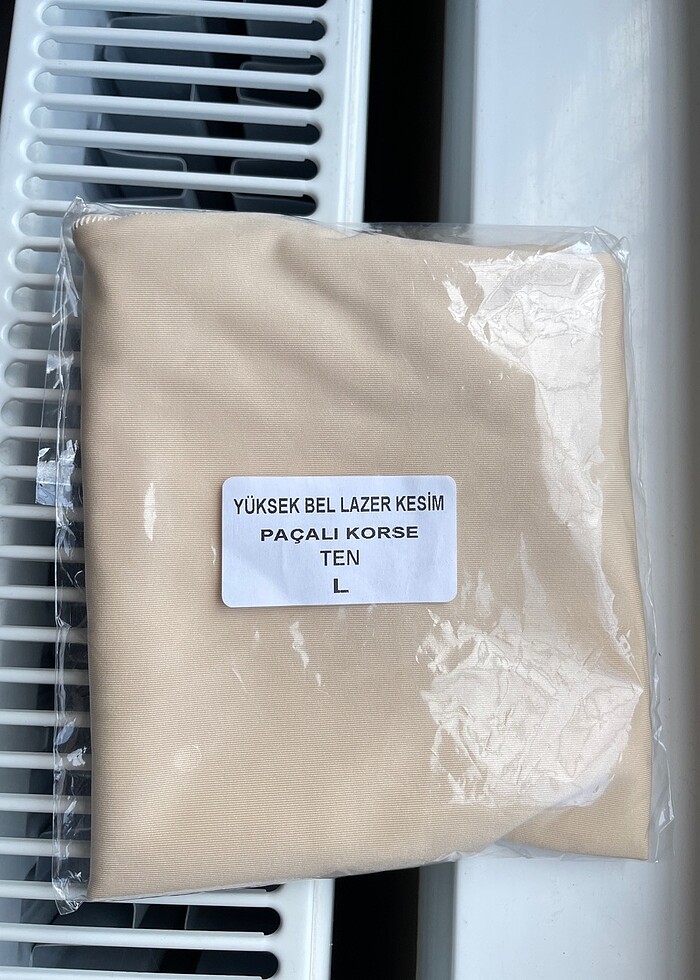 YÜKSEK BEL LAZER KESİM
PAÇALI KORSE
TEN
L